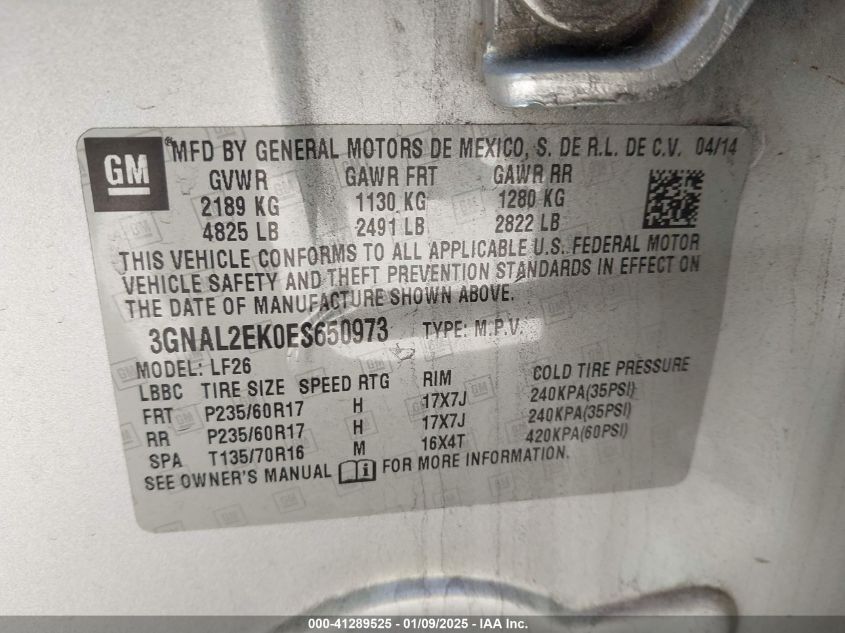 GM
®MFD BY GENERAL MOTORS DE MEXICO, S. DE R.L. DE C.V. 04/14
GVWR GAWR FRT GAWR RR
2189 KG 1130 KG 1280 KG
4825 LB 2491 LB 2822 LB
THIS VEHICLE CONFORMS TO ALL APPLICABLE U.S. FEDERAL MOTOR
VEHICLE SAFETY AND THEFT PREVENTION STANDARDS IN EFFECT ON
THE DATE OF MANUFACTURE SHOWN ABOVE.
3GNAL2EK0ES650973 TYPE: M.P.V.
MODEL: LF26
LBBC TIRE SIZE SPEED RTG RIM COLD TIRE PRESSURE
FRT P235/60R17 H 17X7J 240KPA(35PSI)
RR P235/60R17 H 17X7J 240KPA(35PSI)
SPA T135/70R16 M 16X4T 420KPA(60PSI)
SEE OWNER'S MANUAL FOR MORE INFORMATION.
000-41289525 - 01/09/2025 - IAA Inc.